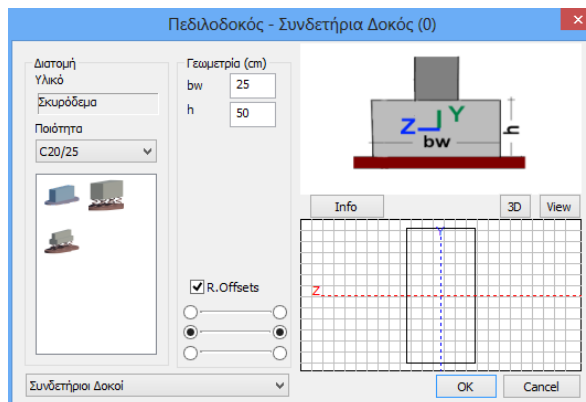 Πεδιλοδοκός - Συνδετήρια Δοκός (0)
Διατομή
Υλικό
Σκυρόδεμα
Ποιότητα
C20/25
Γεωμετρία (cm)
bw 25
h 50
R.Offsets
Z Y
bw
h
Info 3D View
Y
Z
Συνδετήριοι Δοκοί
OK Cancel